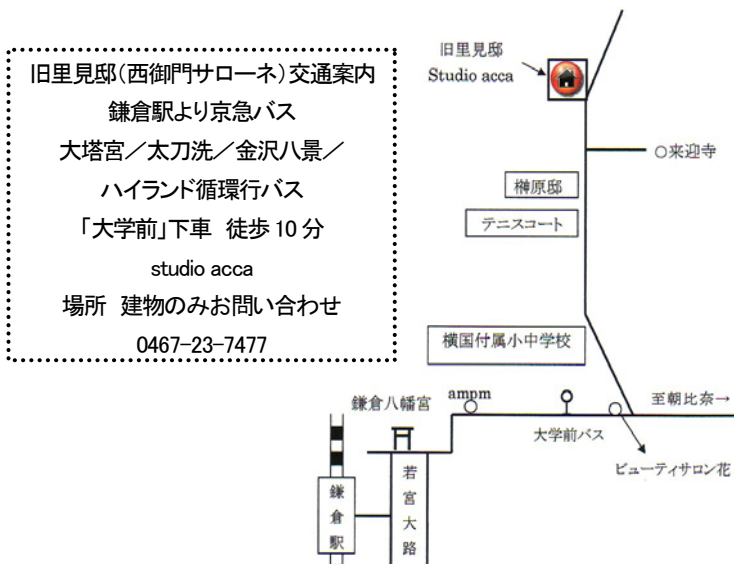 旧里見邸(西御門サローネ)交通案内
鎌倉駅より京急バス
大塔宮／太刀洗／金沢八景／
ハイランド循環行バス
「大学前」下車 徒歩10分
studio acca
場所 建物のみお問い合わせ
0467-23-7477
旧里見邸
Studio acca
来迎寺
榊原邸
テニスコート
横国付属小中学校
鎌倉八幡宮
ampm
至朝比奈→
大学前バス
ビューティサロン花
若宮大路
鎌倉駅